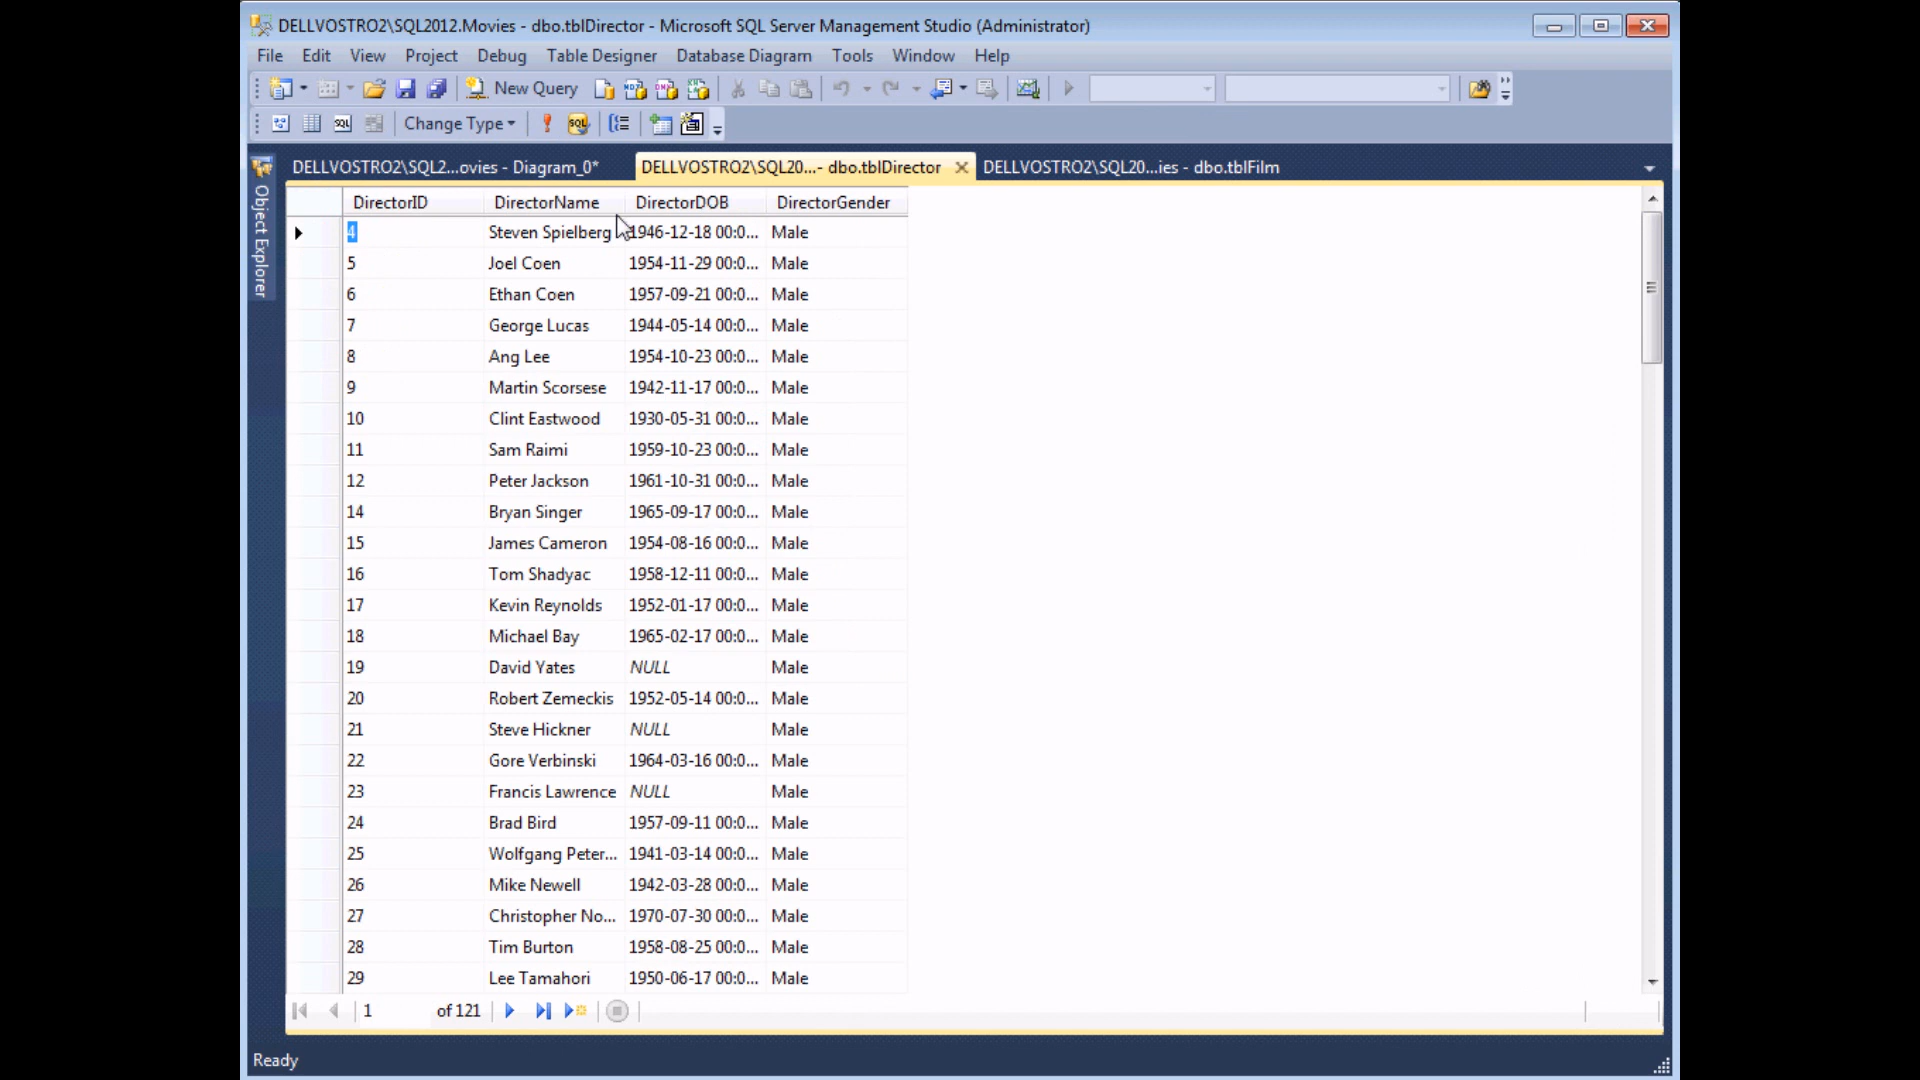 DELLVOSTRO2\SQL2012.Movies - dbo.tblDirector - Microsoft SQL Server Management Studio (Administrator)
File Edit View Project Debug Table Designer Database Diagram Tools Window Help
New Query
Change Type
DELLVOSTRO2\SQL2...ovies - Diagram_0* DELLVOSTRO2\SQL20...- dbo.tblDirector DELLVOSTRO2\SQL20...ies - dbo.tblFilm
Object Explorer
DirectorID DirectorName DirectorDOB DirectorGender
4 Steven Spielberg 1946-12-18 00:0... Male
5 Joel Coen 1954-11-29 00:0... Male
6 Ethan Coen 1957-09-21 00:0... Male
7 George Lucas 1944-05-14 00:0... Male
8 Ang Lee 1954-10-23 00:0... Male
9 Martin Scorsese 1942-11-17 00:0... Male
10 Clint Eastwood 1930-05-31 00:0... Male
11 Sam Raimi 1959-10-23 00:0... Male
12 Peter Jackson 1961-10-31 00:0... Male
14 Bryan Singer 1965-09-17 00:0... Male
15 James Cameron 1954-08-16 00:0... Male
16 Tom Shadyac 1958-12-11 00:0... Male
17 Kevin Reynolds 1952-01-17 00:0... Male
18 Michael Bay 1965-02-17 00:0... Male
19 David Yates NULL Male
20 Robert Zemeckis 1952-05-14 00:0... Male
21 Steve Hickner NULL Male
22 Gore Verbinski 1964-03-16 00:0... Male
23 Francis Lawrence NULL Male
24 Brad Bird 1957-09-11 00:0... Male
25 Wolfgang Peter... 1941-03-14 00:0... Male
26 Mike Newell 1942-03-28 00:0... Male
27 Christopher No... 1970-07-30 00:0... Male
28 Tim Burton 1958-08-25 00:0... Male
29 Lee Tamahori 1950-06-17 00:0... Male
1 of 121
Ready